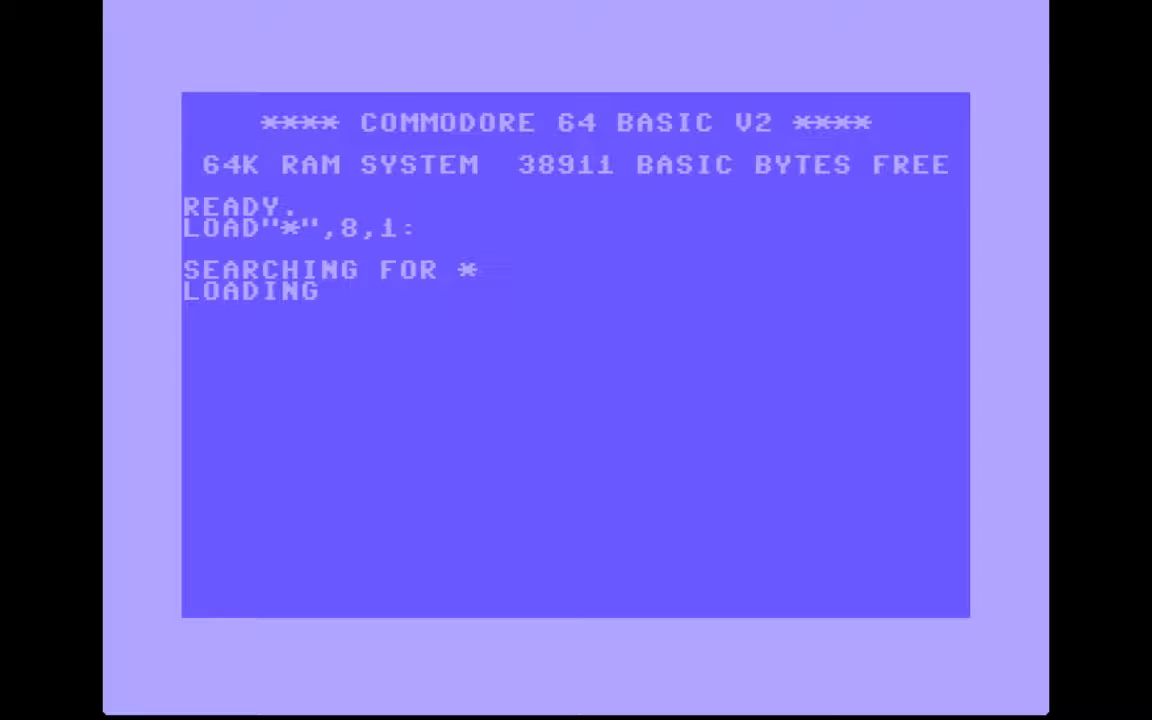 **** COMMODORE 64 BASIC V2 ****
64K RAM SYSTEM  38911 BASIC BYTES FREE
READY.
LOAD"*",8,1:
SEARCHING FOR *
LOADING